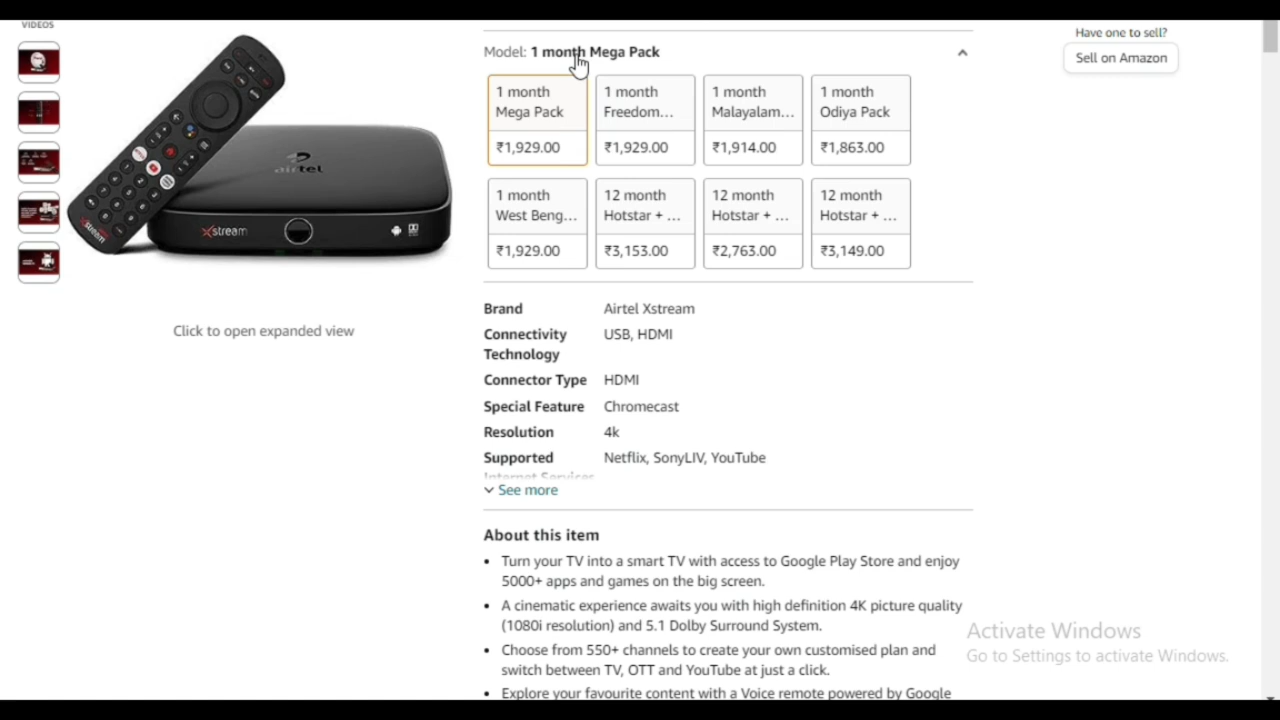 VIDEOS
Have one to sell?
Sell on Amazon
Model: 1 month Mega Pack
1 month Mega Pack
₹1,929.00
1 month Freedom...
₹1,929.00
1 month Malayalam...
₹1,914.00
1 month Odiya Pack
₹1,863.00
1 month West Beng...
₹1,929.00
12 month Hotstar + ...
₹3,153.00
12 month Hotstar + ...
₹2,763.00
12 month Hotstar + ...
₹3,149.00
airtel
xstream
xstream
Click to open expanded view
Brand Airtel Xstream
Connectivity Technology USB, HDMI
Connector Type HDMI
Special Feature Chromecast
Resolution 4k
Supported Netflix, SonyLIV, YouTube
Internet Services
See more
About this item
Turn your TV into a smart TV with access to Google Play Store and enjoy
5000+ apps and games on the big screen.
A cinematic experience awaits you with high definition 4K picture quality
(1080i resolution) and 5.1 Dolby Surround System.
Choose from 550+ channels to create your own customised plan and
switch between TV, OTT and YouTube at just a click.
Explore your favourite content with a Voice remote powered by Google
Activate Windows
Go to Settings to activate Windows.